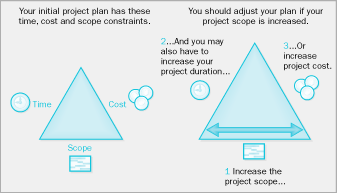 Your initial project plan has these
time, cost and scope constraints.
Time
Cost
Scope
You should adjust your plan if your
project scope is increased.
2...And you may
also have to
increase your
project duration...
3...Or
increase
project cost.
1 Increase the
project scope...